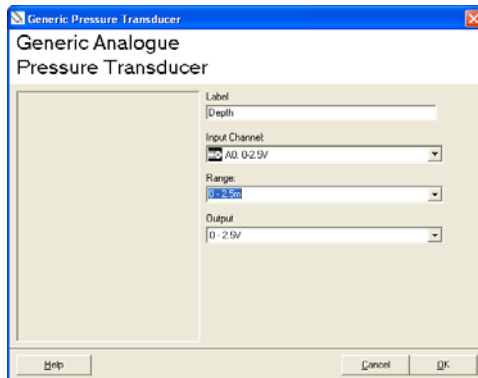 Generic Pressure Transducer
Generic Analogue
Pressure Transducer
Label
Depth
Input Channel:
A0: 0-2.5V
Range:
0 - 2.5m
Output
0 - 2.5V
Help
Cancel
OK